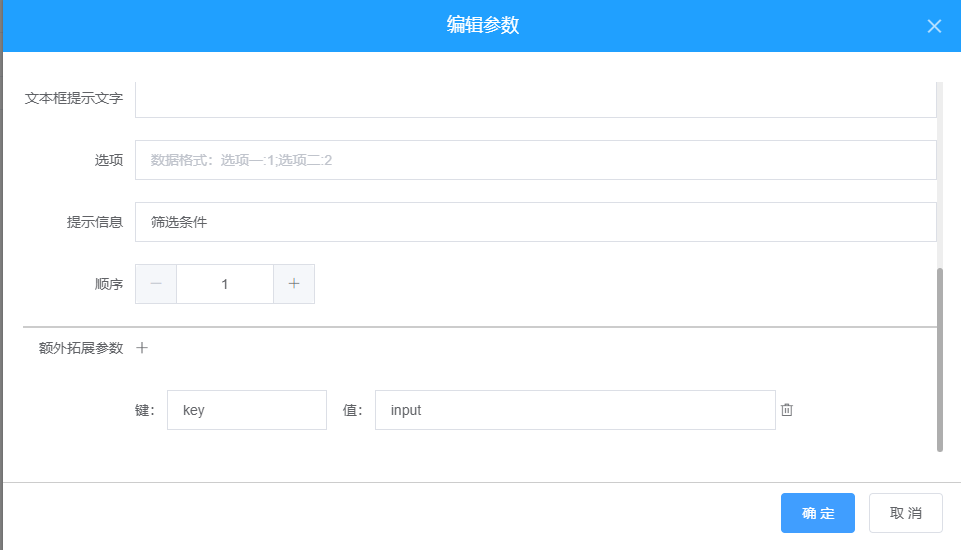 编辑参数
文本框提示文字
选项 数据格式：选项一:1;选项二:2
提示信息 筛选条件
顺序 1
额外拓展参数
键： key 值： input
确 定 取 消